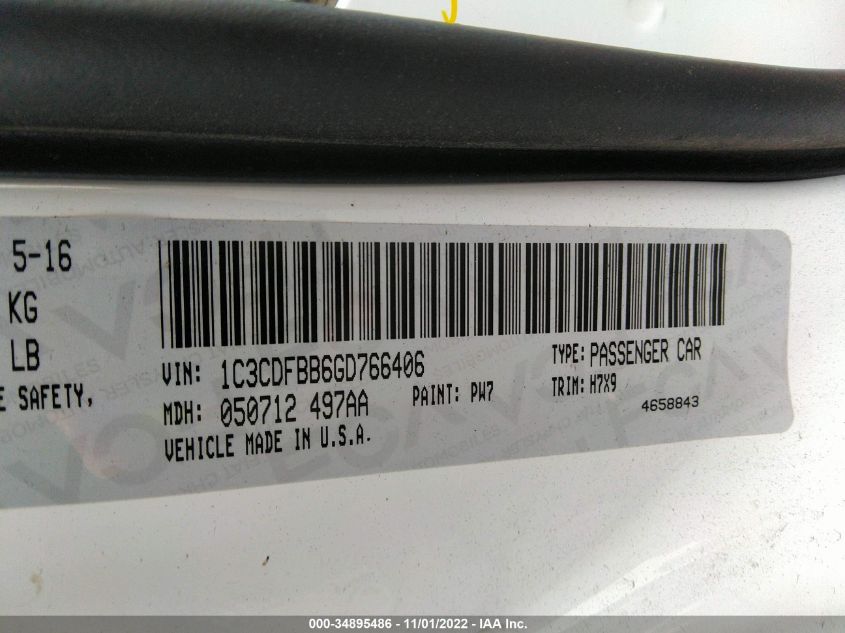 5-16
KG
LB
E SAFETY,
VIN: 1C3CDFBB6GD766406
TYPE: PASSENGER CAR
MDH: 050712 497AA
PAINT: PW7
TRIM: H7X9
4658843
VEHICLE MADE IN U.S.A.
000-34895486 - 11/01/2022 - IAA Inc.